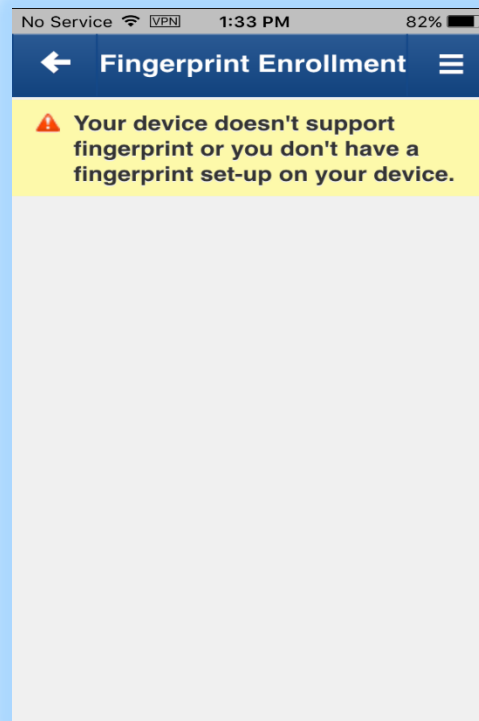 No Service VPN 1:33 PM 82%
Fingerprint Enrollment
Your device doesn't support
fingerprint or you don't have a
fingerprint set-up on your device.